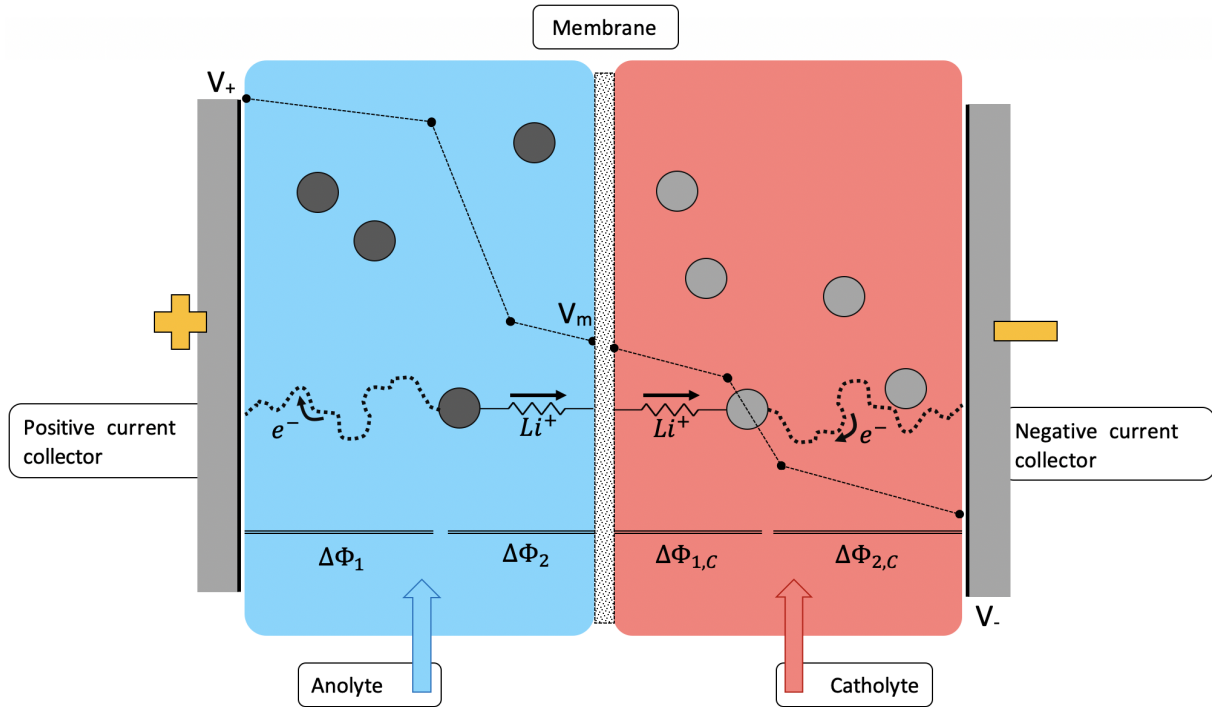 Membrane
V+
Vm
e⁻
Li⁺
Li⁺
e⁻
Positive current
collector
Negative current
collector
ΔΦ₁
ΔΦ₂
ΔΦ₁,C
ΔΦ₂,C
V-
Anolyte
Catholyte